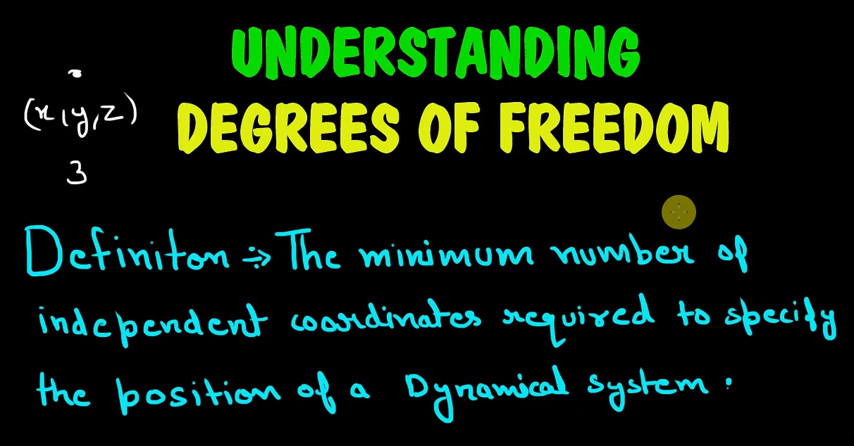 UNDERSTANDING
DEGREES OF FREEDOM
(x,y,z)
3
Definiton :⇒ The minimum number of
independent coordinates required to specify
the position of a Dynamical system.